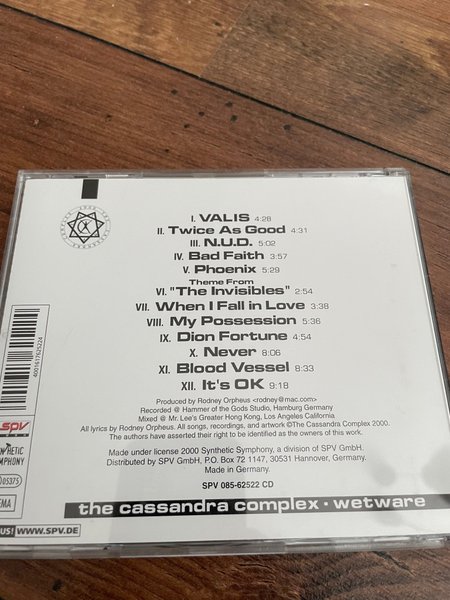 I. VALIS 4:28
II. Twice As Good 4:31
III. N.U.D. 5:02
IV. Bad Faith 3:57
V. Phoenix 5:29
Theme From
VI. "The Invisibles" 2:54
VII. When I Fall in Love 3:38
VIII. My Possession 5:36
IX. Dion Fortune 4:54
X. Never 8:06
XI. Blood Vessel 8:33
XII. It's OK 9:18
Produced by Rodney Orpheus <rodney@mac.com>
Recorded @ Hammer of the Gods Studio, Hamburg Germany
Mixed @ Mr. Lee's Greater Hong Kong, Los Angeles California
All lyrics by Rodney Orpheus. All songs, recordings, and artwork ©The Cassandra Complex 2000.
The authors have asserted their right to be identified as the owners of this work.
Made under license 2000 Synthetic Symphony, a division of SPV GmbH.
Distributed by SPV GmbH, P.O. Box 72 1147, 30531 Hannover, Germany.
Made in Germany.
SPV 085-62522 CD
the cassandra complex · wetware
SPV
THETIC
MPHONY
05375
EMA
US!
WWW.SPV.DE